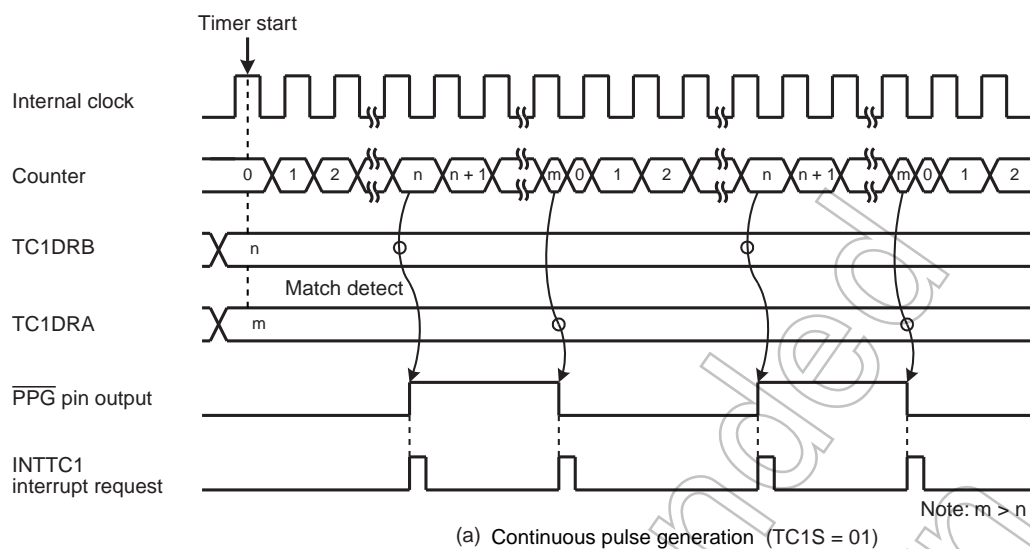 Timer start
Internal clock
Counter
0 1 2 n n + 1 m 0 1 2 n n + 1 m 0 1 2
TC1DRB
n
Match detect
TC1DRA
m
PPG pin output
INTTC1
interrupt request
Note: m > n
(a) Continuous pulse generation (TC1S = 01)